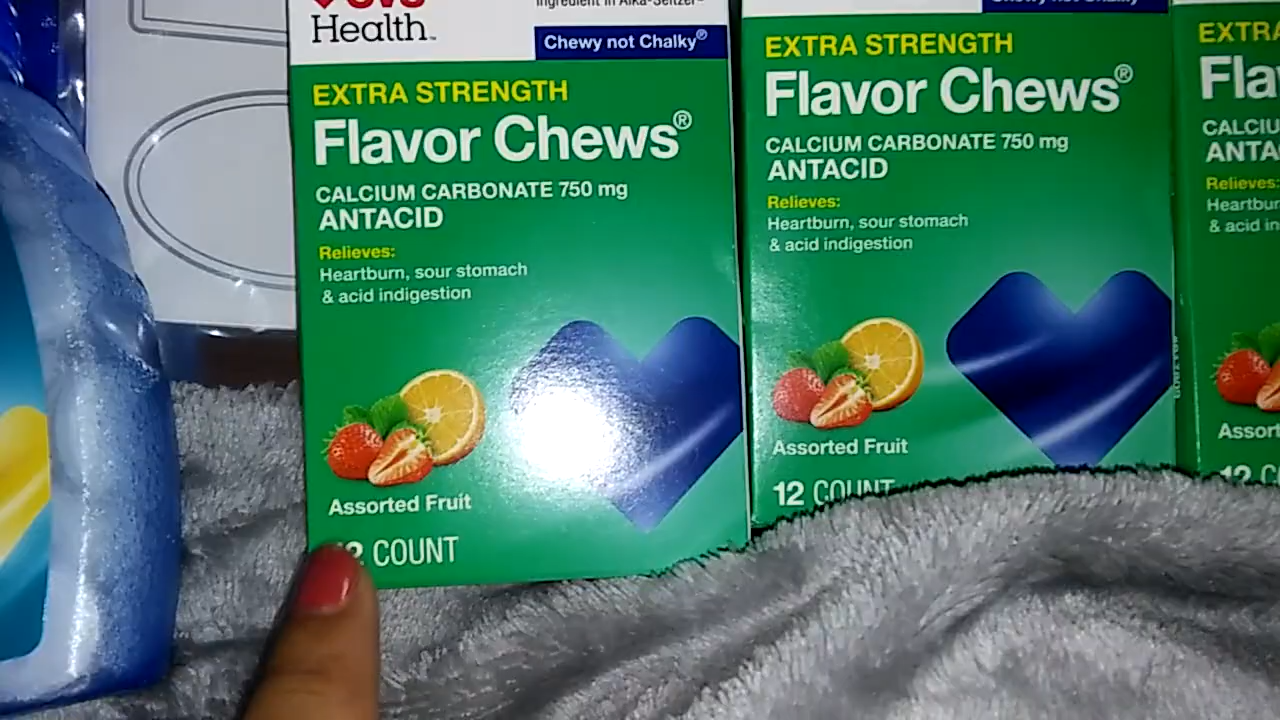 Health™
Chewy not Chalky®
EXTRA STRENGTH
Flavor Chews®
CALCIUM CARBONATE 750 mg
ANTACID
Relieves:
Heartburn, sour stomach
& acid indigestion
Assorted Fruit
COUNT
EXTRA STRENGTH
Flavor Chews®
CALCIUM CARBONATE 750 mg
ANTACID
Relieves:
Heartburn, sour stomach
& acid indigestion
Assorted Fruit
12 COUNT
Relieves: